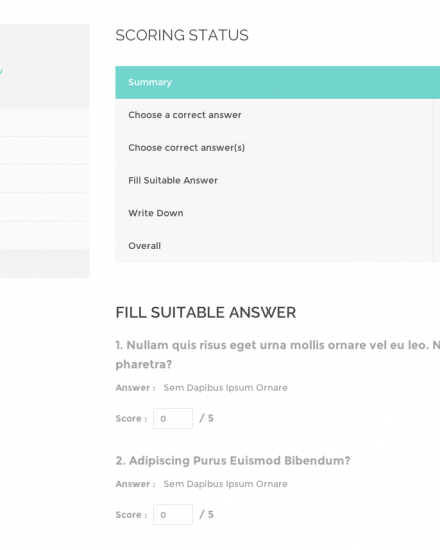 SCORING STATUS
Summary
Choose a correct answer
Choose correct answer(s)
Fill Suitable Answer
Write Down
Overall
FILL SUITABLE ANSWER
1. Nullam quis risus eget urna mollis ornare vel eu leo. N
pharetra?
Answer : Sem Dapibus Ipsum Ornare
Score : 0 / 5
2. Adipiscing Purus Euismod Bibendum?
Answer : Sem Dapibus Ipsum Ornare
Score : 0 / 5